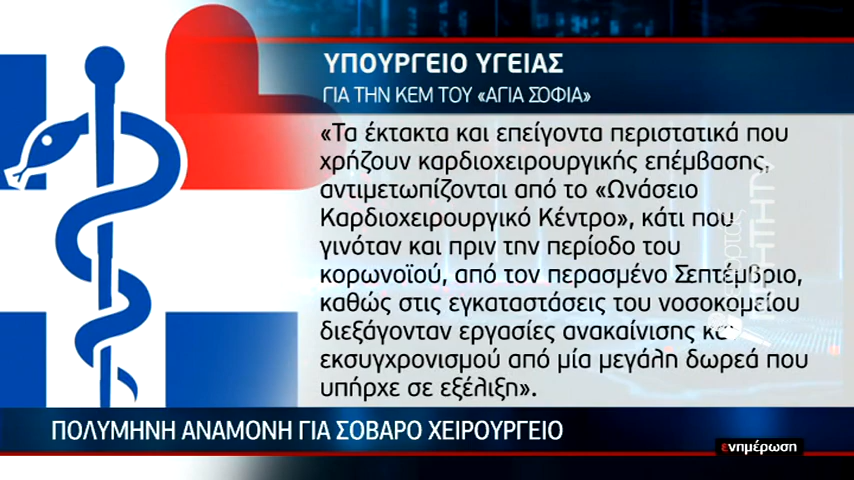 ΥΠΟΥΡΓΕΙΟ ΥΓΕΙΑΣ
ΓΙΑ ΤΗΝ ΚΕΜ ΤΟΥ «ΑΓΙΑ ΣΟΦΙΑ»
«Τα έκτακτα και επείγοντα περιστατικά που
χρήζουν καρδιοχειρουργικής επέμβασης,
αντιμετωπίζονται από το «Ωνάσειο
Καρδιοχειρουργικό Κέντρο», κάτι που
γινόταν και πριν την περίοδο του
κορωνοϊού, από τον περασμένο Σεπτέμβριο,
καθώς στις εγκαταστάσεις του νοσοκομείου
διεξάγονταν εργασίες ανακαίνισης και
εκσυγχρονισμού από μία μεγάλη δωρεά που
υπήρχε σε εξέλιξη».
ΠΟΛΥΜΗΝΗ ΑΝΑΜΟΝΗ ΓΙΑ ΣΟΒΑΡΟ ΧΕΙΡΟΥΡΓΕΙΟ
ενημέρωση